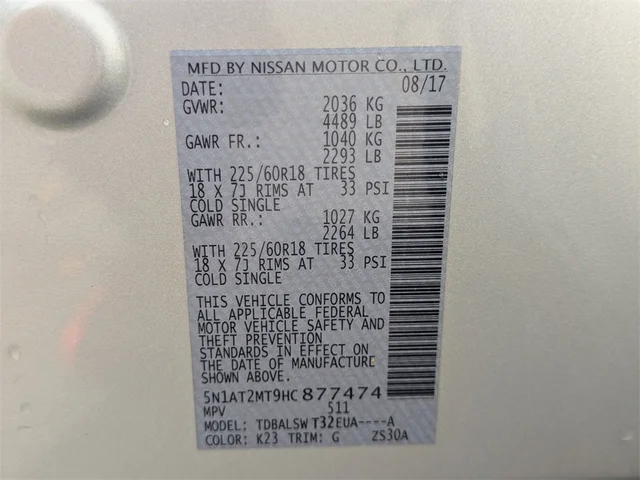 MFD BY NISSAN MOTOR CO., LTD.
DATE: 08/17
GVWR: 2036 KG
4489 LB
GAWR FR.: 1040 KG
2293 LB
WITH 225/60R18 TIRES
18 X 7J RIMS AT 33 PSI
COLD SINGLE
GAWR RR.: 1027 KG
2264 LB
WITH 225/60R18 TIRES
18 X 7J RIMS AT 33 PSI
COLD SINGLE
THIS VEHICLE CONFORMS TO
ALL APPLICABLE FEDERAL
MOTOR VEHICLE SAFETY AND
THEFT PREVENTION
STANDARDS IN EFFECT ON
THE DATE OF MANUFACTURE
SHOWN ABOVE.
5N1AT2MT9HC877474
MPV 511
MODEL: TDBALSW T32EUA----A
COLOR: K23 TRIM: G ZS30A